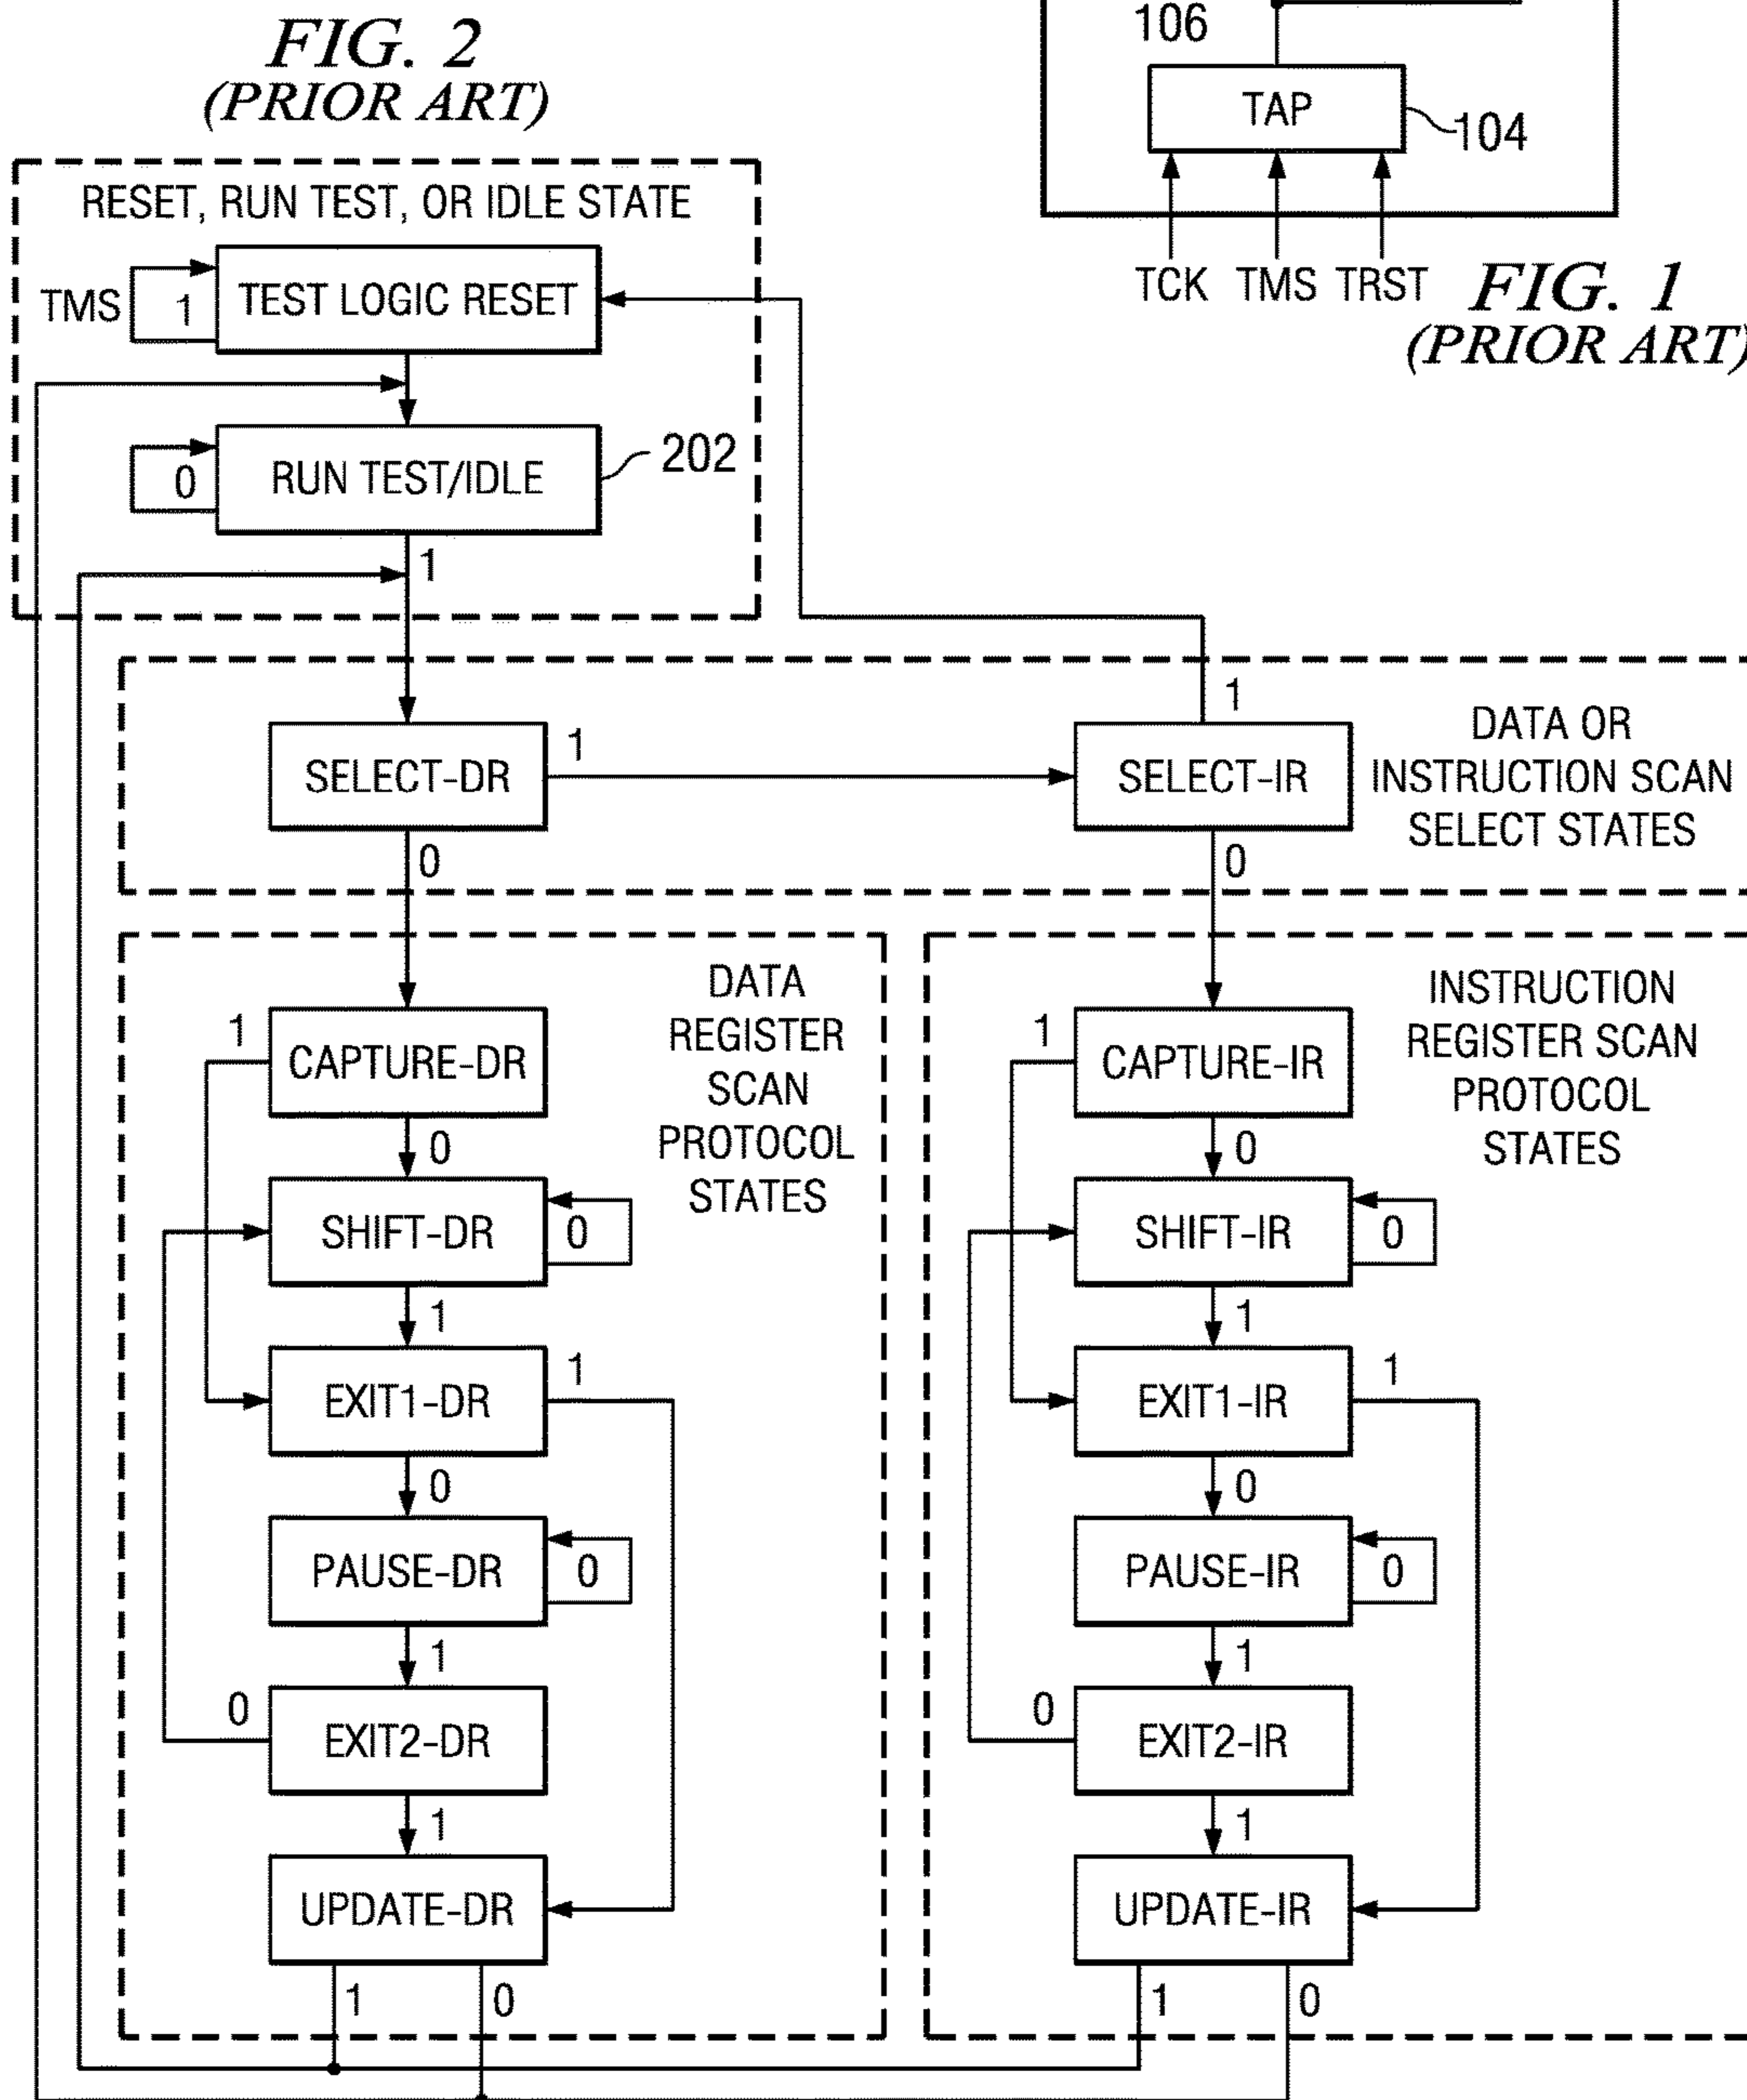 FIG. 2
(PRIOR ART)
106
TAP
104
TCK TMS TRST
FIG. 1
(PRIOR ART)
RESET, RUN TEST, OR IDLE STATE
TMS
1
TEST LOGIC RESET
0
RUN TEST/IDLE
202
1
SELECT-DR
1
0
1
SELECT-IR
0
DATA OR
INSTRUCTION SCAN
SELECT STATES
DATA
REGISTER
SCAN
PROTOCOL
STATES
1
CAPTURE-DR
0
SHIFT-DR
0
1
EXIT1-DR
1
0
PAUSE-DR
0
1
0
EXIT2-DR
1
UPDATE-DR
1
0
INSTRUCTION
REGISTER SCAN
PROTOCOL
STATES
1
CAPTURE-IR
0
SHIFT-IR
0
1
EXIT1-IR
1
0
PAUSE-IR
0
1
0
EXIT2-IR
1
UPDATE-IR
1
0